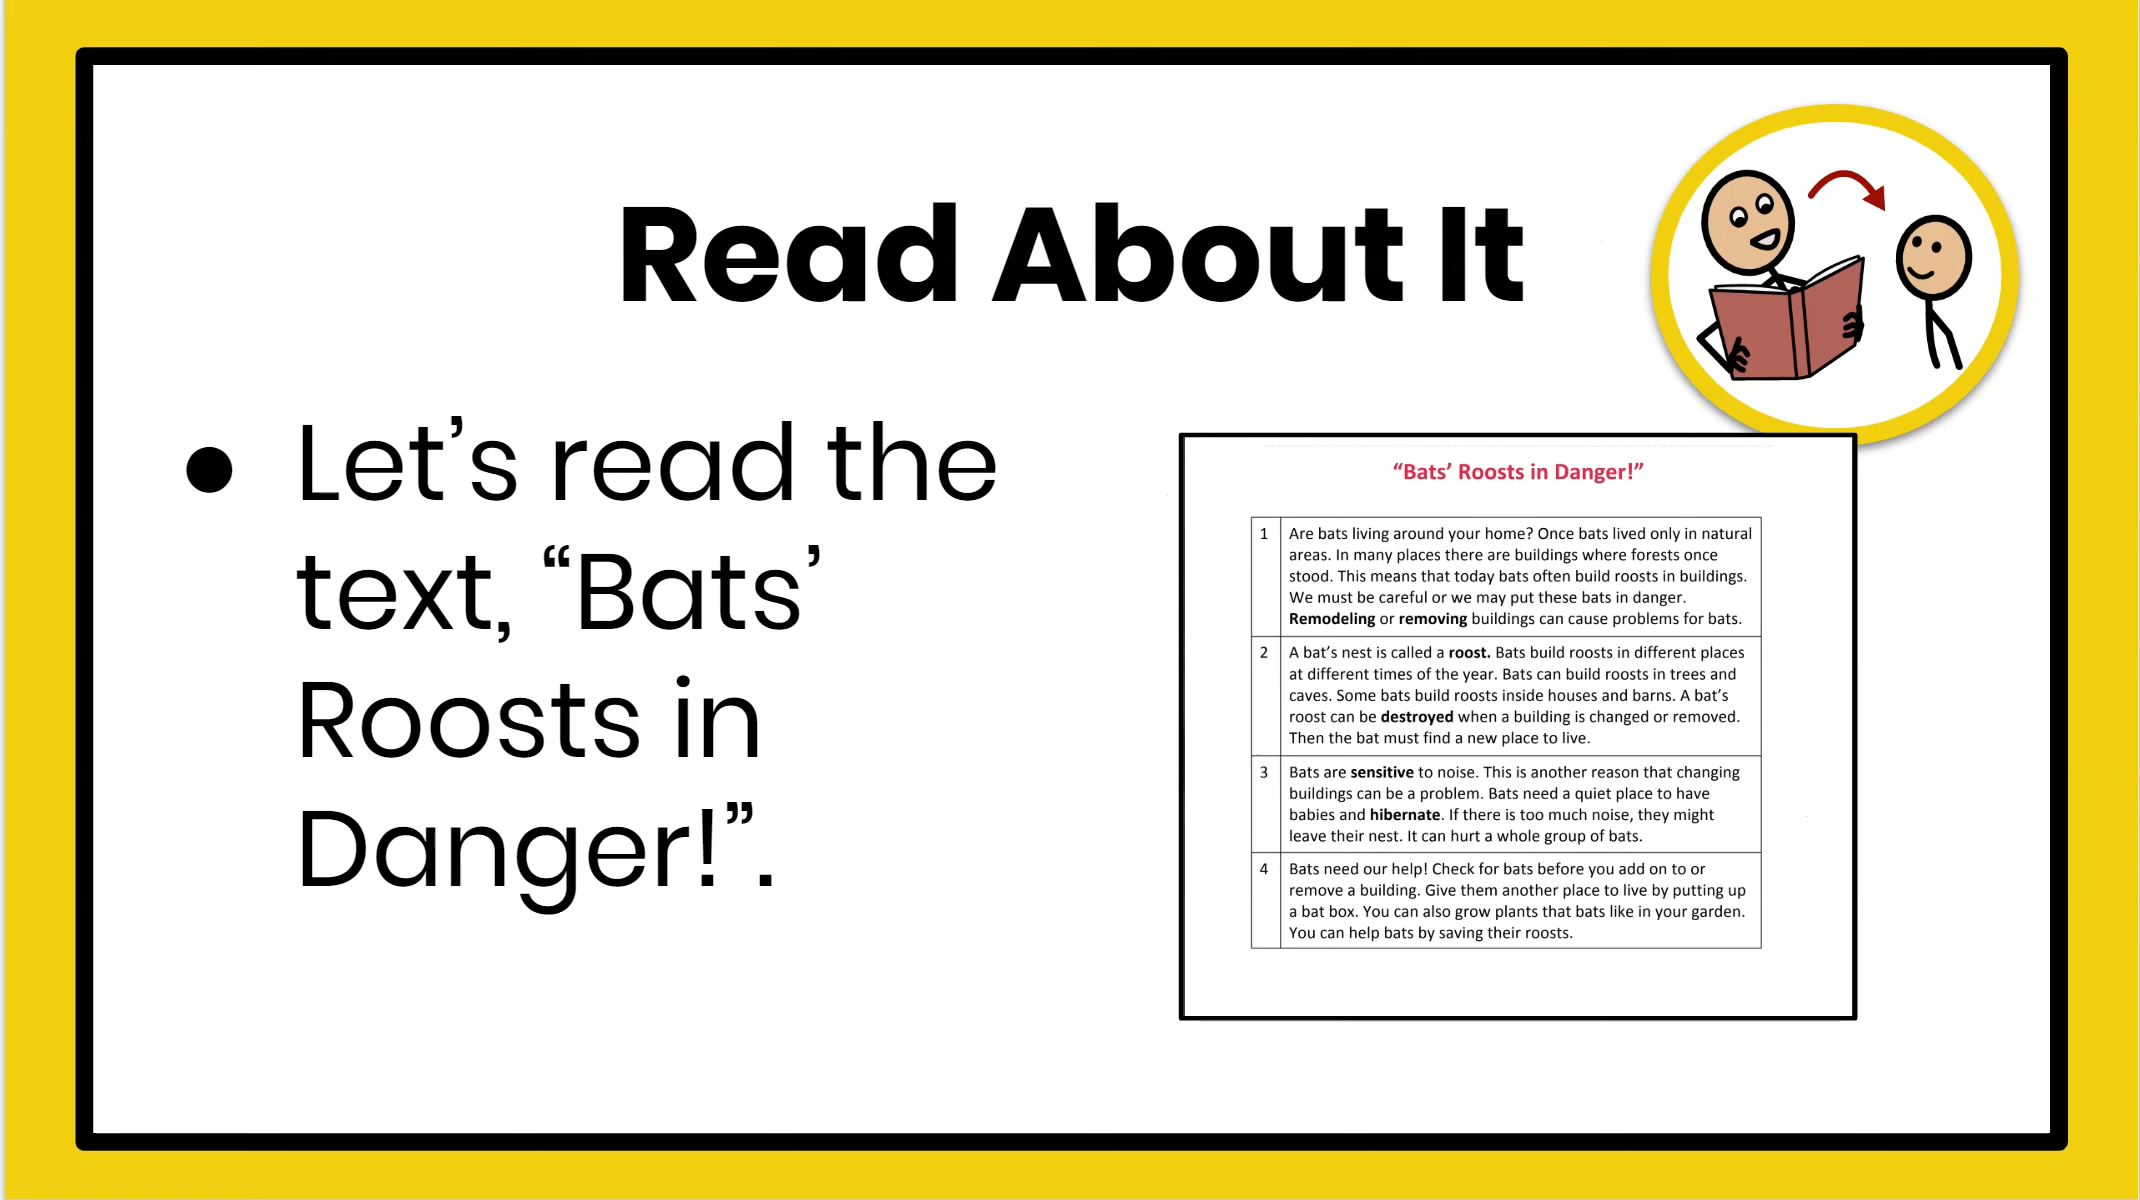 Read About It
● Let’s read the
text, “Bats’
Roosts in
Danger!”.
“Bats’ Roosts in Danger!”
1 Are bats living around your home? Once bats lived only in natural
areas. In many places there are buildings where forests once
stood. This means that today bats often build roosts in buildings.
We must be careful or we may put these bats in danger.
Remodeling or removing buildings can cause problems for bats.
2 A bat’s nest is called a roost. Bats build roosts in different places
at different times of the year. Bats can build roosts in trees and
caves. Some bats build roosts inside houses and barns. A bat’s
roost can be destroyed when a building is changed or removed.
Then the bat must find a new place to live.
3 Bats are sensitive to noise. This is another reason that changing
buildings can be a problem. Bats need a quiet place to have
babies and hibernate. If there is too much noise, they might
leave their nest. It can hurt a whole group of bats.
4 Bats need our help! Check for bats before you add on to or
remove a building. Give them another place to live by putting up
a bat box. You can also grow plants that bats like in your garden.
You can help bats by saving their roosts.